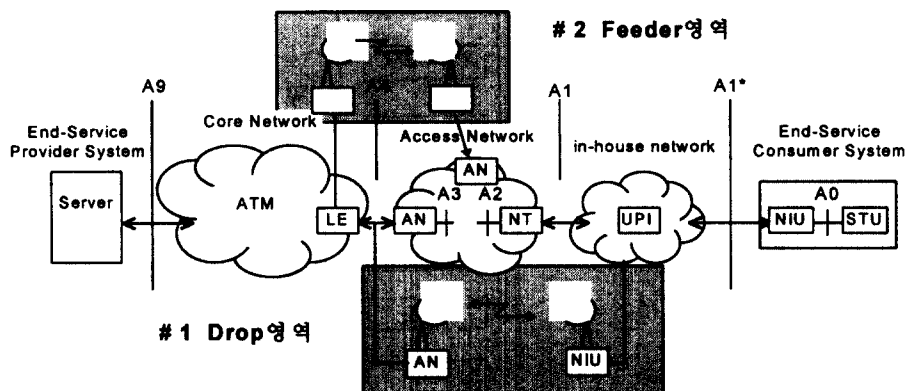 # 2 Feeder영역
A9
A4
A1
A1*
End-Service
Provider System
Core Network
Access Network
in-house network
End-Service
Consumer System
Server
ATM
LE
AN
AN
A3
A2
NT
UPI
NIU
A0
STU
# 1 Drop영역
AN
NIU